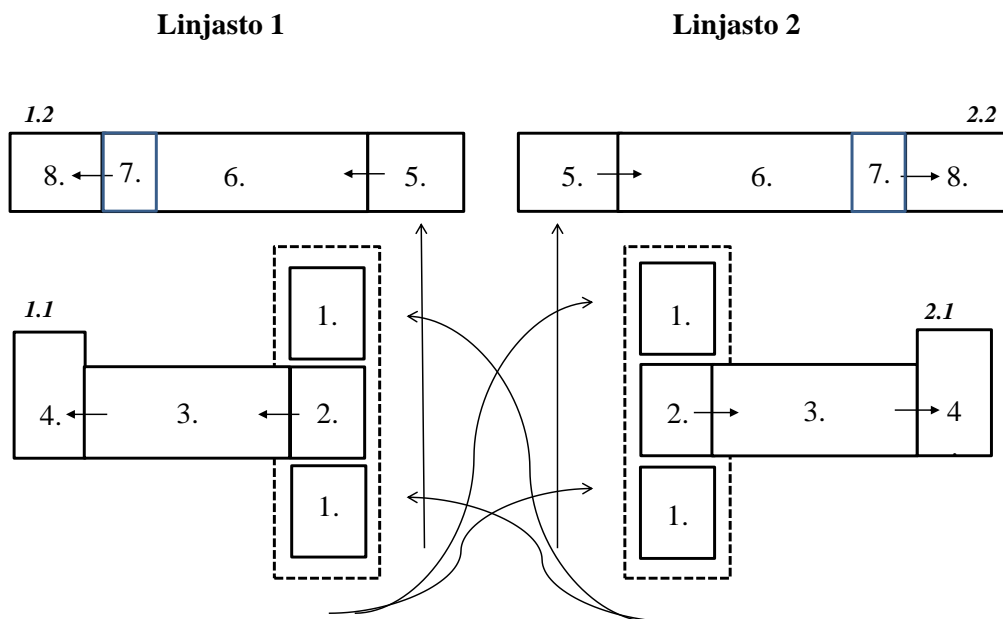 Linjasto 1 Linjasto 2
1.2 2.2
8. 7. 6. 5. 5. 6. 7. 8.
1. 1.
1.1 2.1
4. 3. 2. 2. 3. 4
.
1. 1.